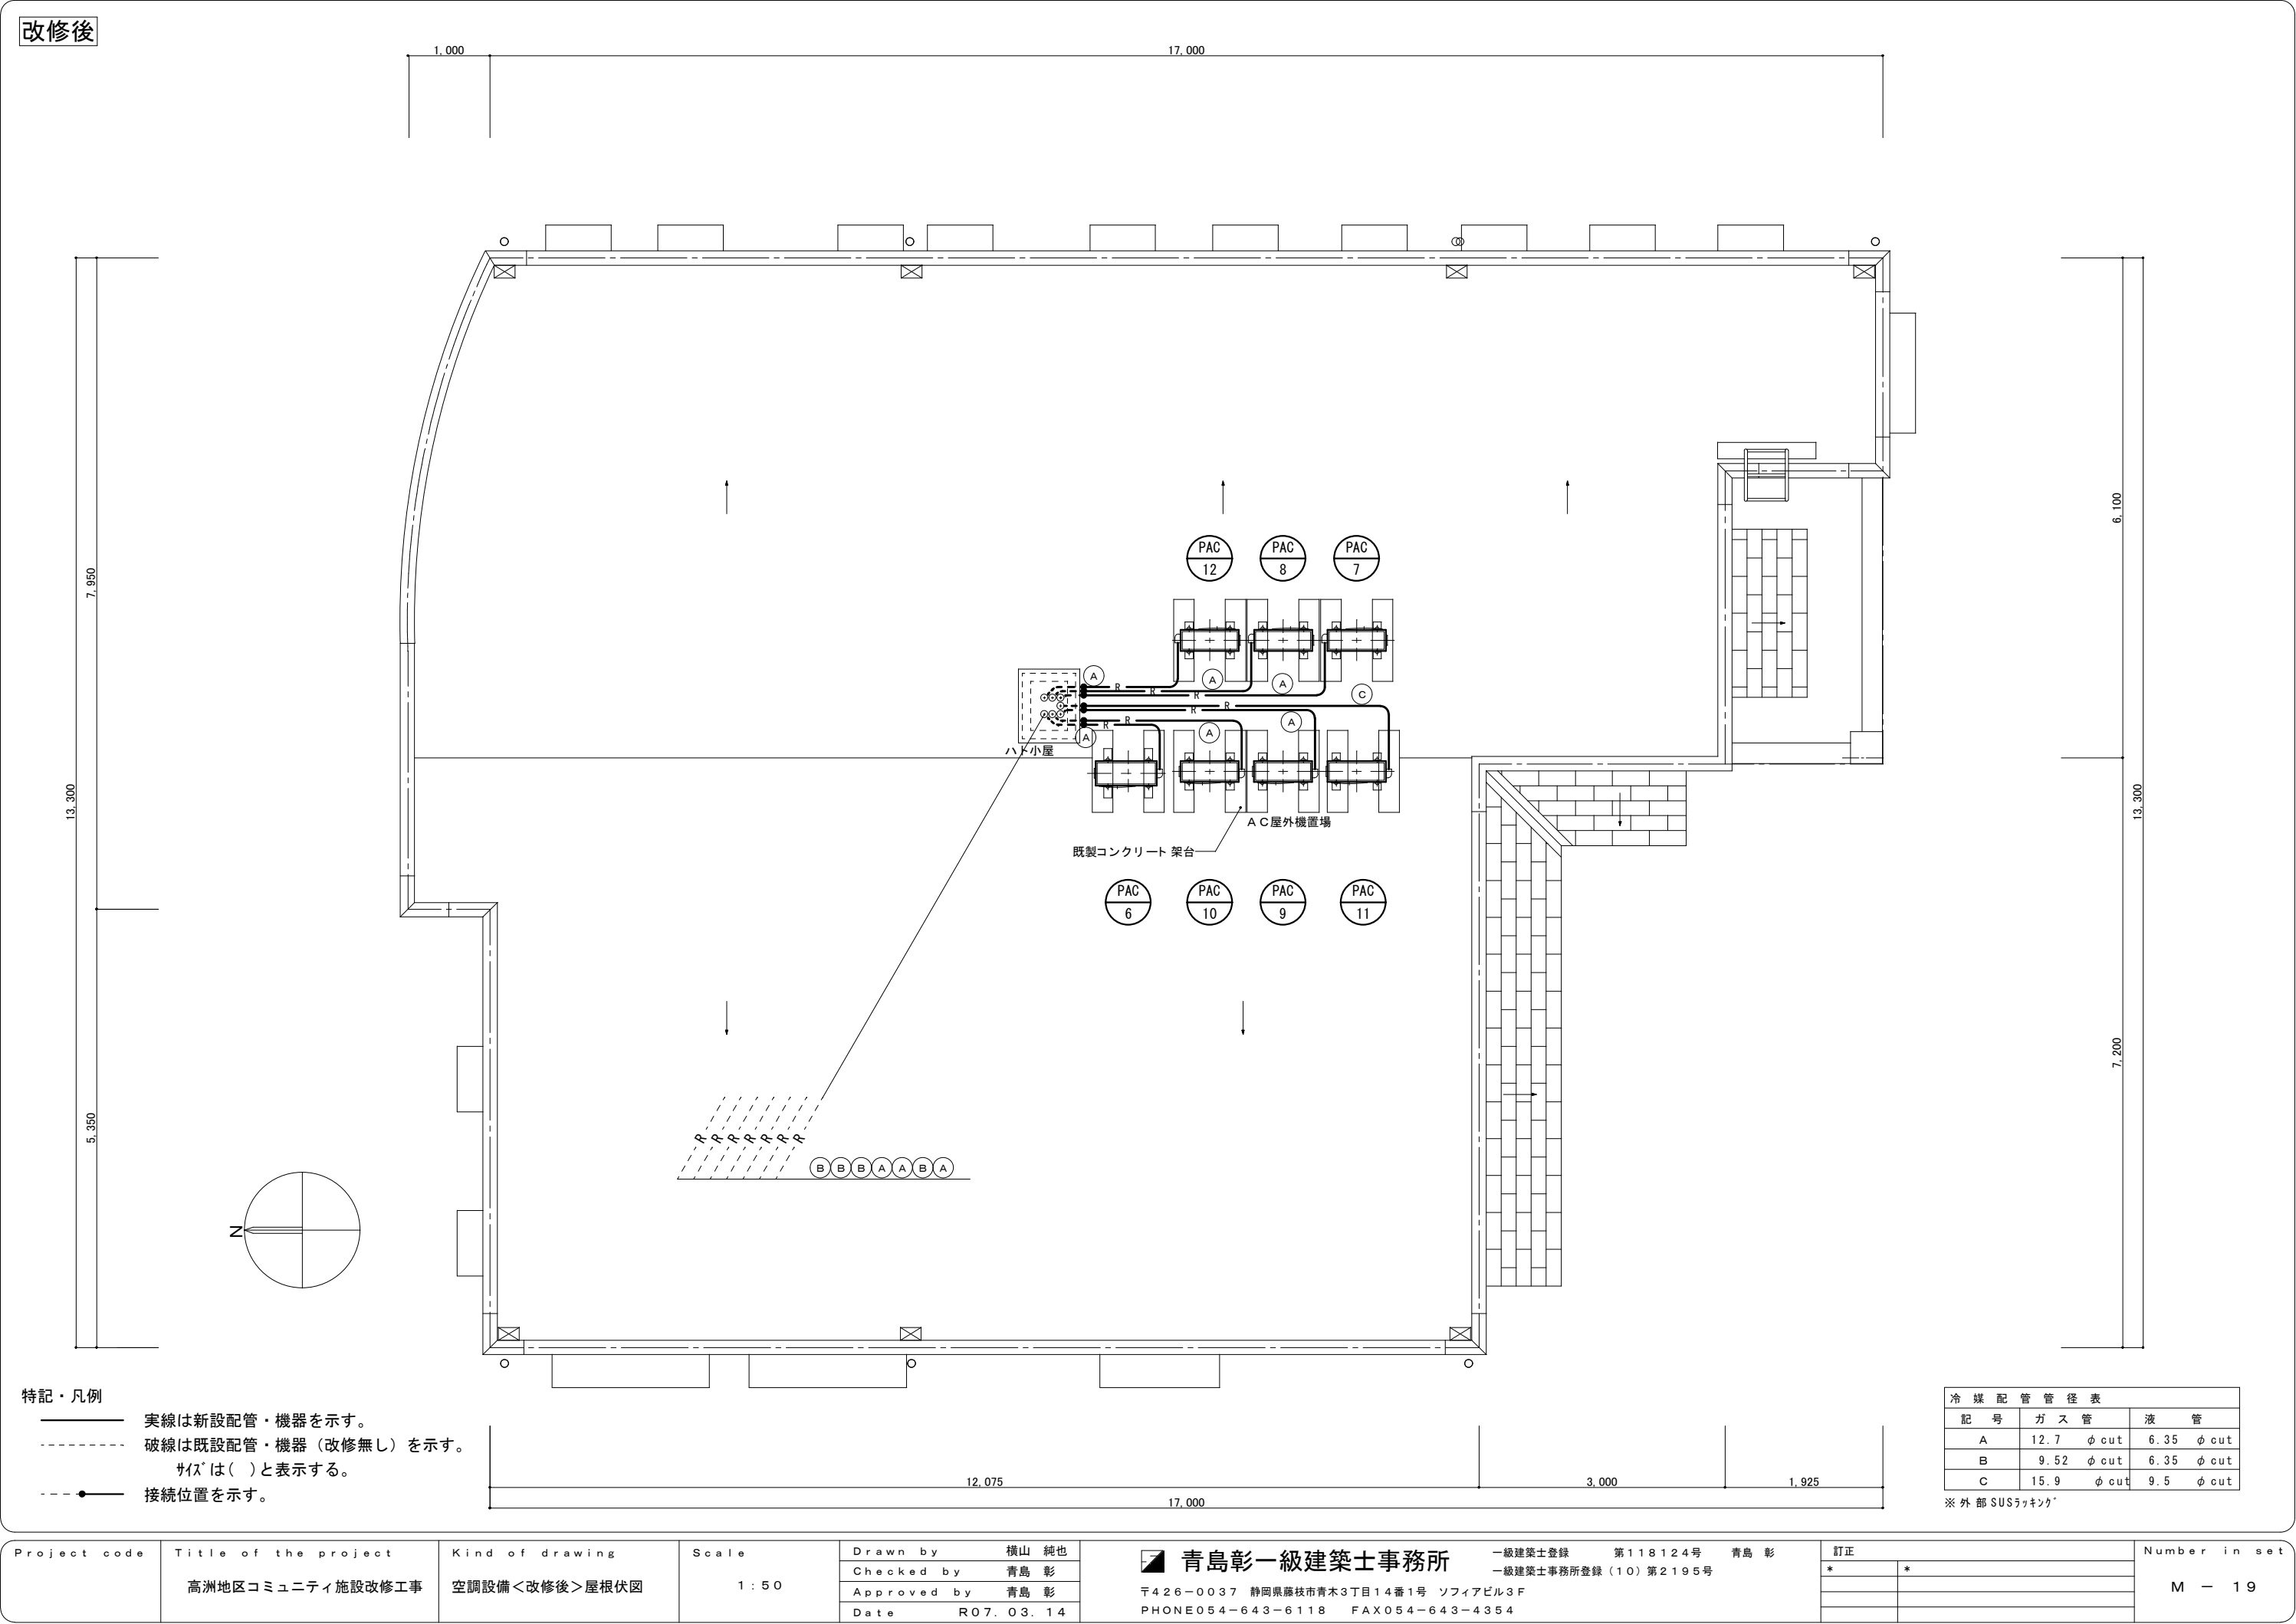 改修後
1,000
17,000
7,950
13,300
5,350
6,100
13,300
7,200
PAC
12
PAC
8
PAC
7
A
A
A
C
R
R
R
R
R
R
R
A
A
A
ハト小屋
AC屋外機置場
既製コンクリート架台
PAC
6
PAC
10
PAC
9
PAC
11
R R R R R R R
B B B A A B A
N
特記・凡例
実線は新設配管・機器を示す。
破線は既設配管・機器（改修無し）を示す。
ｻｲｽﾞは( )と表示する。
接続位置を示す。
12,075
3,000
1,925
17,000
冷媒配管管径表
記号 ガス管 液管
A 12.7 φcut 6.35 φcut
B 9.52 φcut 6.35 φcut
C 15.9 φcut 9.5 φcut
※外部SUSﾗｯｷﾝｸﾞ
Project code
Title of the project
高洲地区コミュニティ施設改修工事
Kind of drawing
空調設備＜改修後＞屋根伏図
Scale
1:50
Drawn by 横山 純也
Checked by 青島 彰
Approved by 青島 彰
Date R07. 03. 14
青島彰一級建築士事務所
一級建築士登録 第118124号 青島 彰
一級建築士事務所登録（10）第2195号
〒426－0037 静岡県藤枝市青木3丁目14番1号 ソフィアビル3F
PHONE054－643－6118 FAX054－643－4354
訂正
* *
Number in set
M － 19